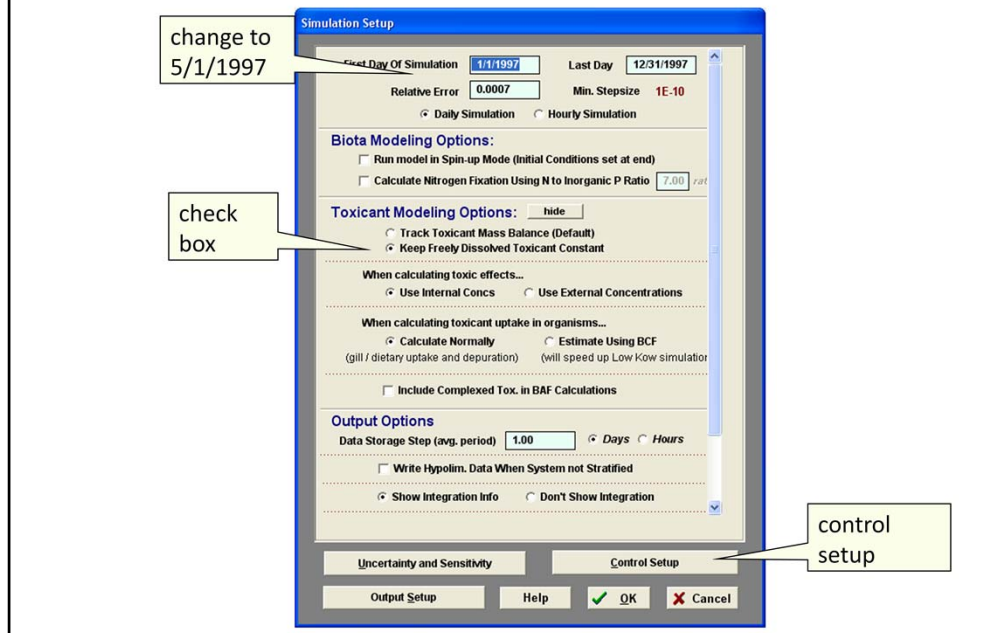 Simulation Setup
change to
5/1/1997
First Day Of Simulation 1/1/1997 Last Day 12/31/1997
Relative Error 0.0007 Min. Stepsize 1E-10
Daily Simulation Hourly Simulation
Biota Modeling Options:
Run model in Spin-up Mode (Initial Conditions set at end)
Calculate Nitrogen Fixation Using N to Inorganic P Ratio 7.00 rat
check
box
Toxicant Modeling Options: hide
Track Toxicant Mass Balance (Default)
Keep Freely Dissolved Toxicant Constant
When calculating toxic effects...
Use Internal Concs Use External Concentrations
When calculating toxicant uptake in organisms...
Calculate Normally Estimate Using BCF
(gill / dietary uptake and depuration) (will speed up Low Kow simulation
Include Complexed Tox. in BAF Calculations
Output Options
Data Storage Step (avg. period) 1.00 Days Hours
Write Hypolim. Data When System not Stratified
Show Integration Info Don't Show Integration
control
setup
Uncertainty and Sensitivity Control Setup
Output Setup Help OK Cancel